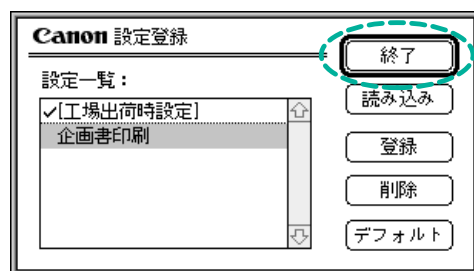 Canon 設定登録
終了
設定一覧：
読み込み
✓[工場出荷時設定]
企画書印刷
登録
削除
デフォルト